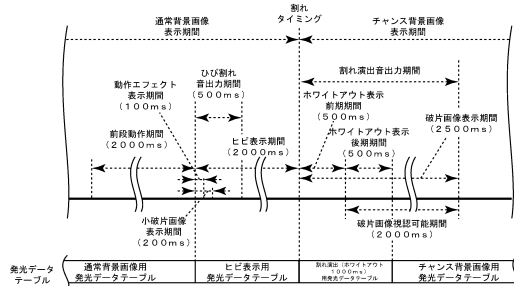 割れ
タイミング
通常背景画像
表示期間
チャンス背景画像
表示期間
割れ演出音出力期間
ひび割れ
音出力期間
(500ms)
動作エフェクト
表示期間
(100ms)
ホワイトアウト表示
前期期間
(500ms)
破片画像表示期間
(2500ms)
前段動作期間
(2000ms)
ヒビ表示期間
(2000ms)
ホワイトアウト表示
後期期間
(500ms)
小破片画像
表示期間
(200ms)
破片画像視認可能期間
(2000ms)
発光データ
テーブル
通常背景画像用
発光データテーブル
ヒビ表示用
発光データテーブル
割れ演出(ホワイトアウト
1000ms)
用発光データテーブル
チャンス背景画像用
発光データテーブル